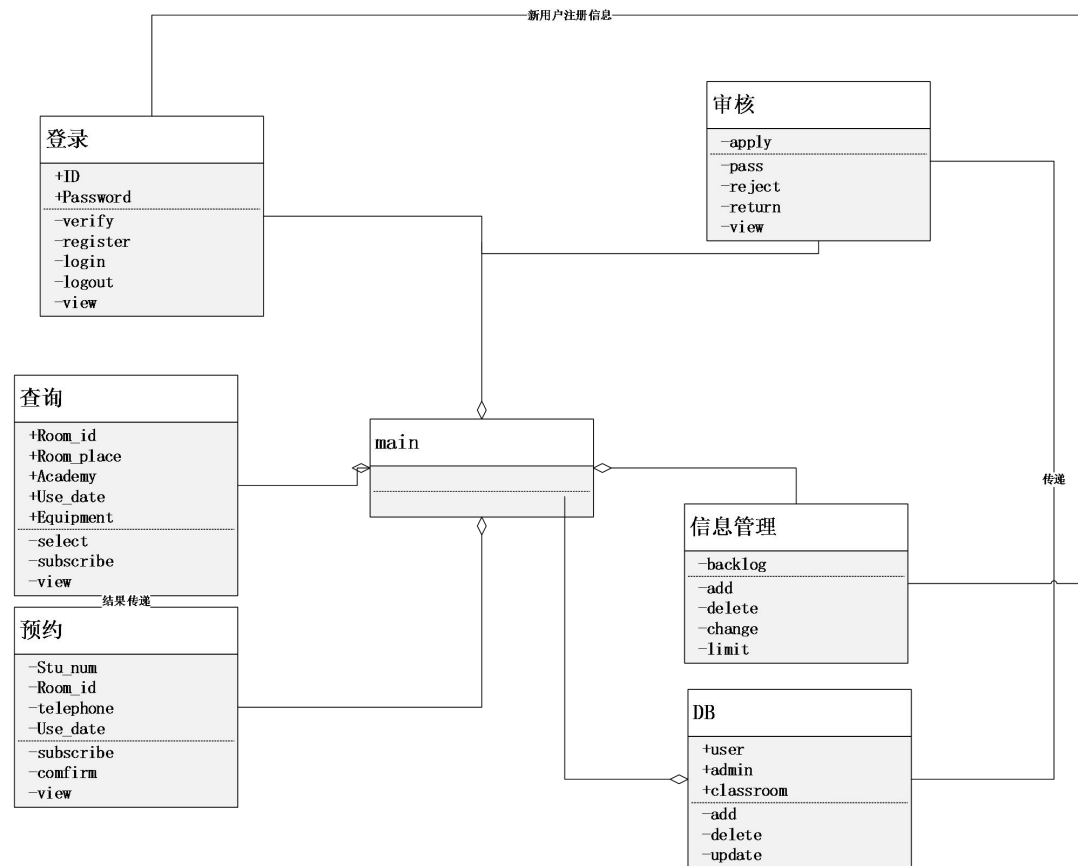 新用户注册信息
登录
+ID
+Password
-verify
-register
-login
-logout
-view
审核
-apply
-pass
-reject
-return
-view
查询
+Room_id
+Room_place
+Academy
+Use_date
+Equipment
-select
-subscribe
-view
结果传递
预约
-Stu_num
-Room_id
-telephone
-Use_date
-subscribe
-comfirm
-view
main
传递
信息管理
-backlog
-add
-delete
-change
-limit
DB
+user
+admin
+classroom
-add
-delete
-update